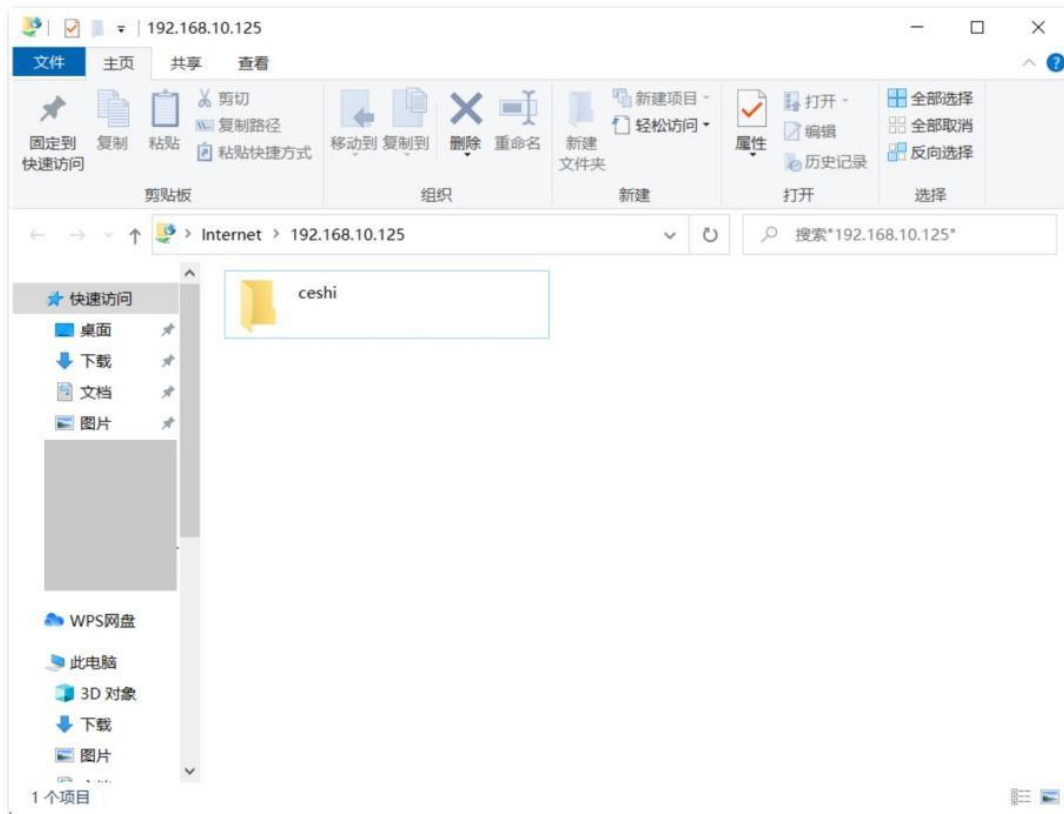 192.168.10.125
文件 主页 共享 查看
固定到
快速访问
复制
粘贴
剪切
复制路径
粘贴快捷方式
剪贴板
移动到 复制到 删除 重命名
组织
新建
文件夹
新建项目
轻松访问
新建
属性
打开
编辑
历史记录
打开
全部选择
全部取消
反向选择
选择
Internet > 192.168.10.125
搜索"192.168.10.125"
快速访问
桌面
下载
文档
图片
WPS网盘
此电脑
3D 对象
下载
图片
ceshi
1 个项目